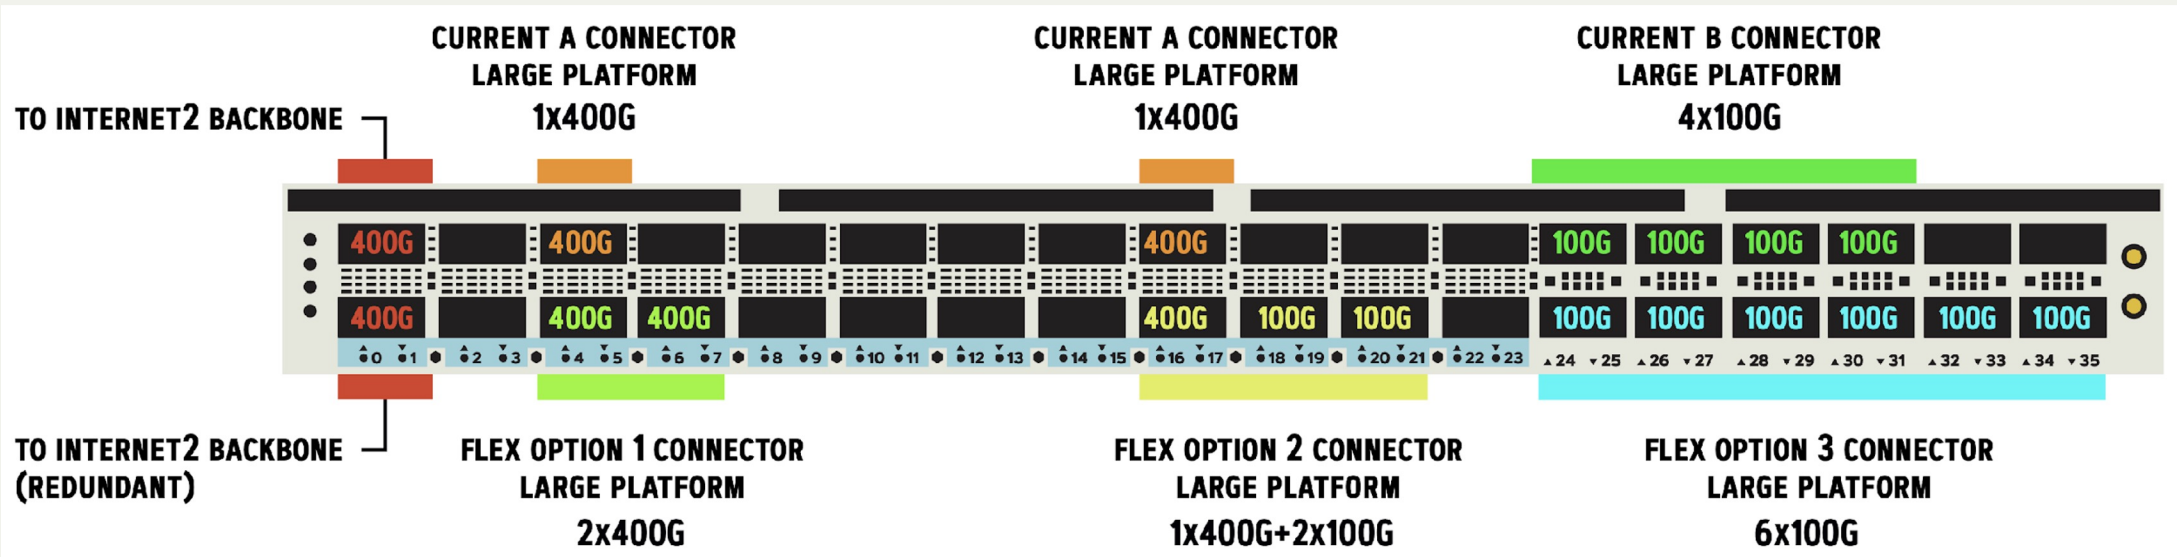 CURRENT A CONNECTOR
LARGE PLATFORM
1x400G
CURRENT A CONNECTOR
LARGE PLATFORM
1x400G
CURRENT B CONNECTOR
LARGE PLATFORM
4x100G
TO INTERNET2 BACKBONE
400G 400G 400G 100G 100G 100G 100G
400G 400G 400G 400G 100G 100G 100G 100G 100G 100G 100G 100G
0 1 2 3 4 5 6 7 8 9 10 11 12 13 14 15 16 17 18 19 20 21 22 23 24 25 26 27 28 29 30 31 32 33 34 35
TO INTERNET2 BACKBONE
(REDUNDANT)
FLEX OPTION 1 CONNECTOR
LARGE PLATFORM
2x400G
FLEX OPTION 2 CONNECTOR
LARGE PLATFORM
1x400G+2x100G
FLEX OPTION 3 CONNECTOR
LARGE PLATFORM
6x100G